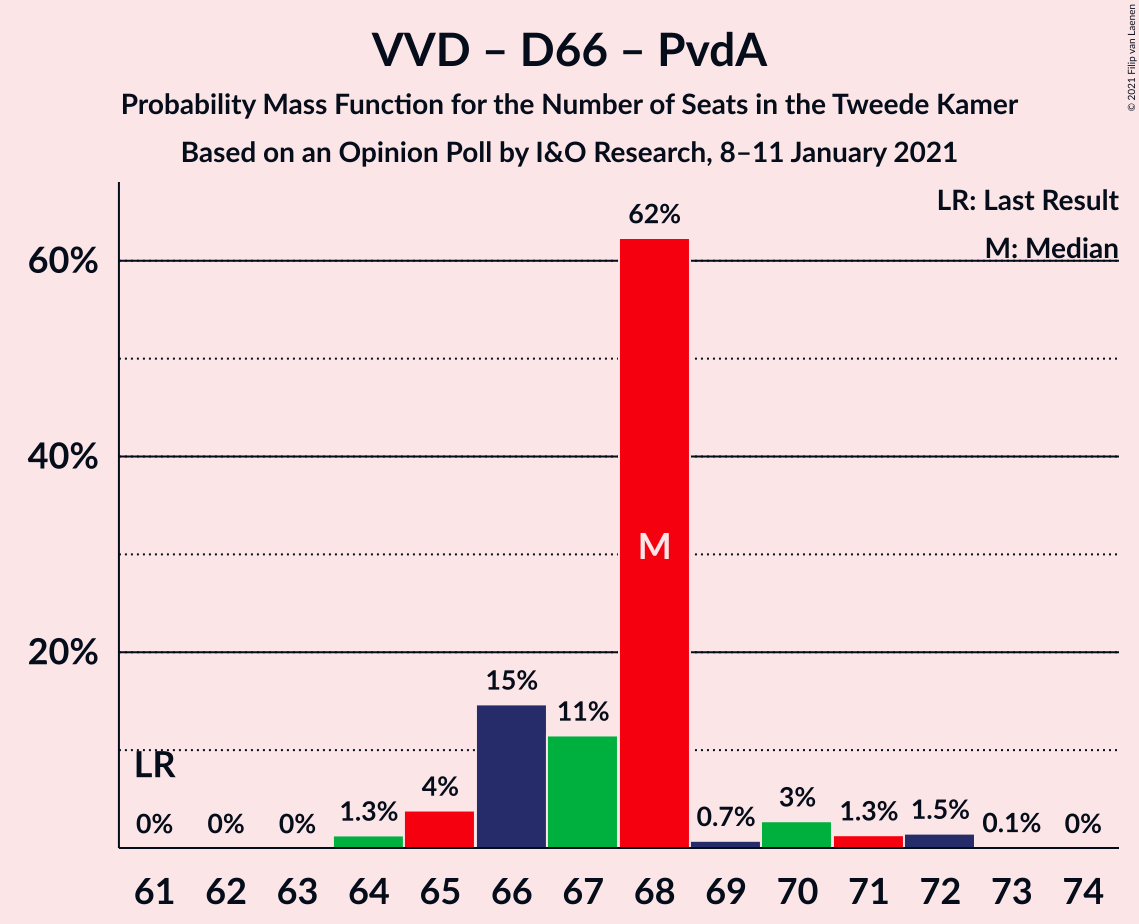 VVD – D66 – PvdA
Probability Mass Function for the Number of Seats in the Tweede Kamer
Based on an Opinion Poll by I&O Research, 8–11 January 2021
© 2021 Filip van Laenen
LR: Last Result
M: Median
60%
40%
20%
62%
M
15%
11%
LR
4%
3%
0% 0% 0% 1.3% 0.7% 1.3% 1.5% 0.1% 0%
61 62 63 64 65 66 67 68 69 70 71 72 73 74